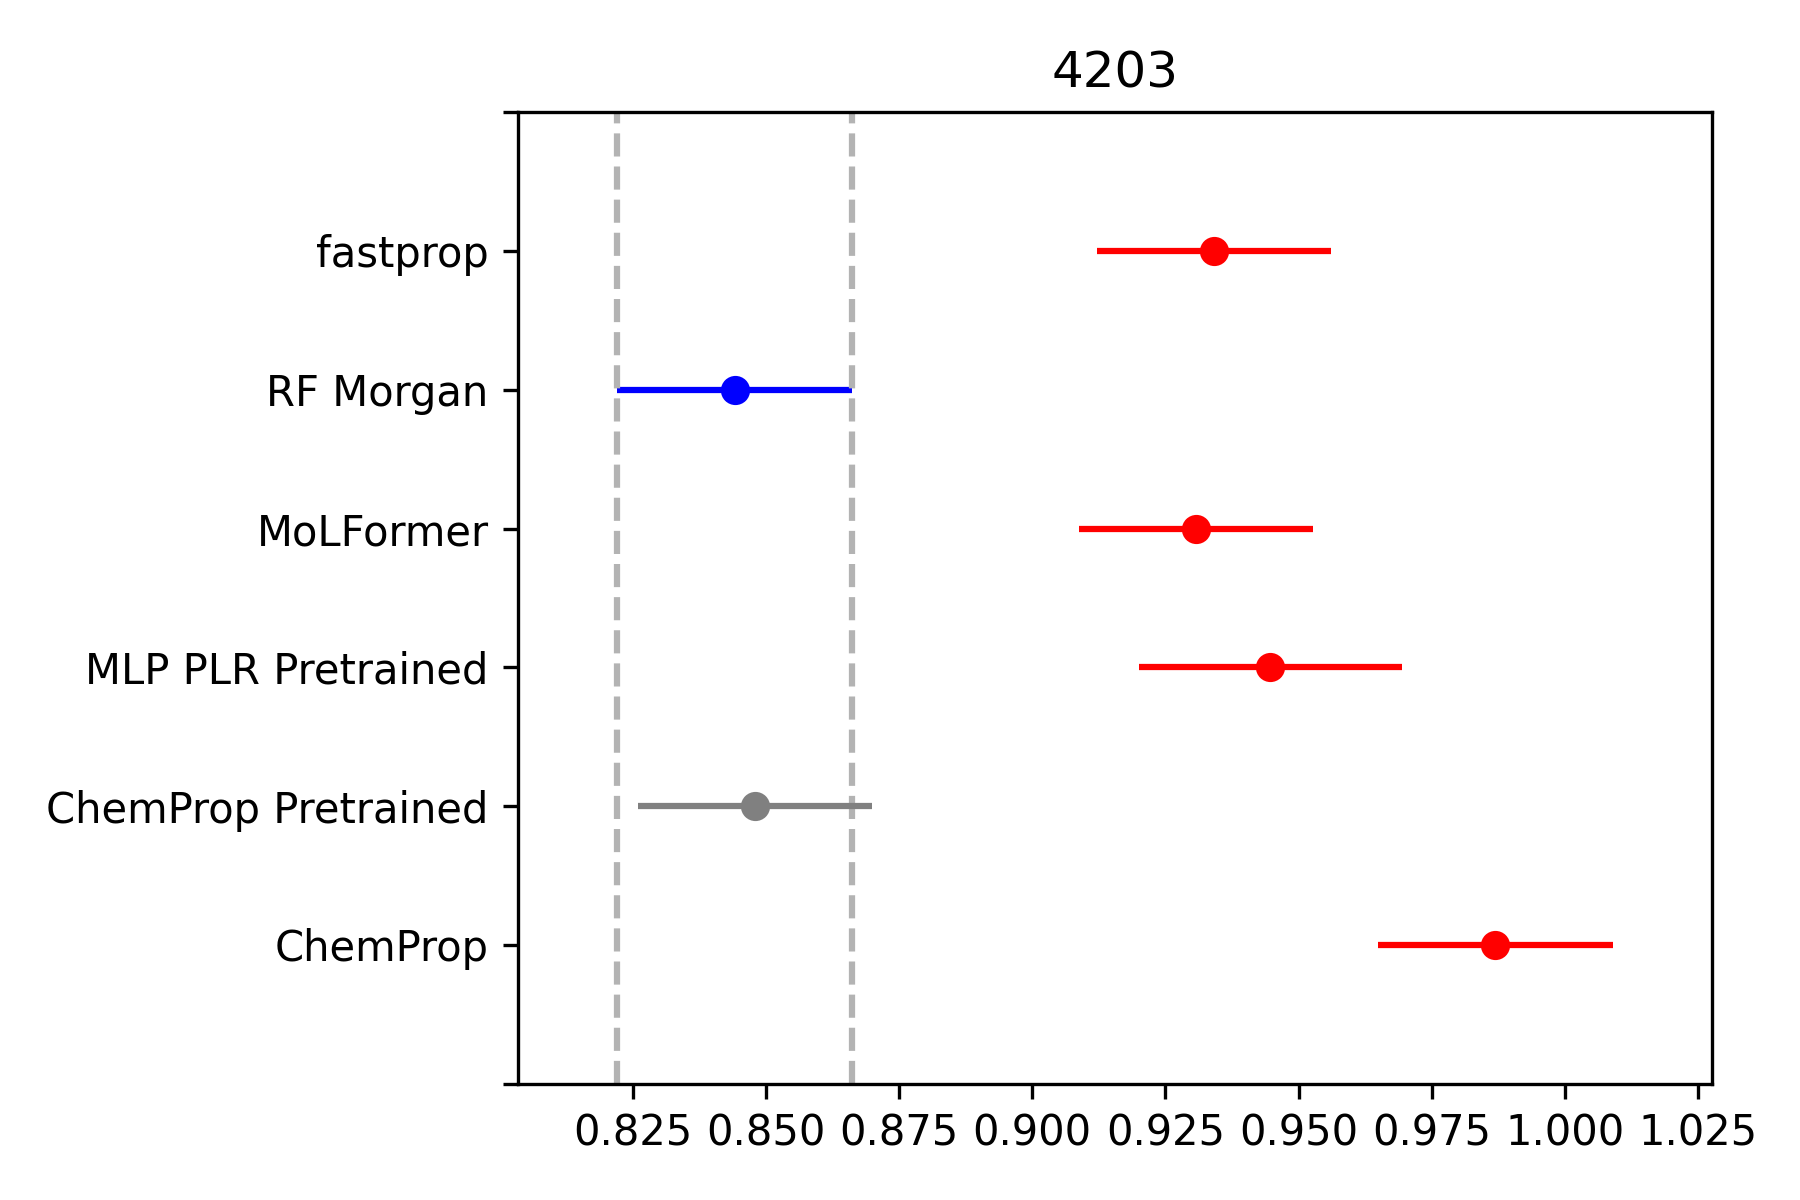 4203
fastprop
RF Morgan
MoLFormer
MLP PLR Pretrained
ChemProp Pretrained
ChemProp
0.825 0.850 0.875 0.900 0.925 0.950 0.975 1.000 1.025